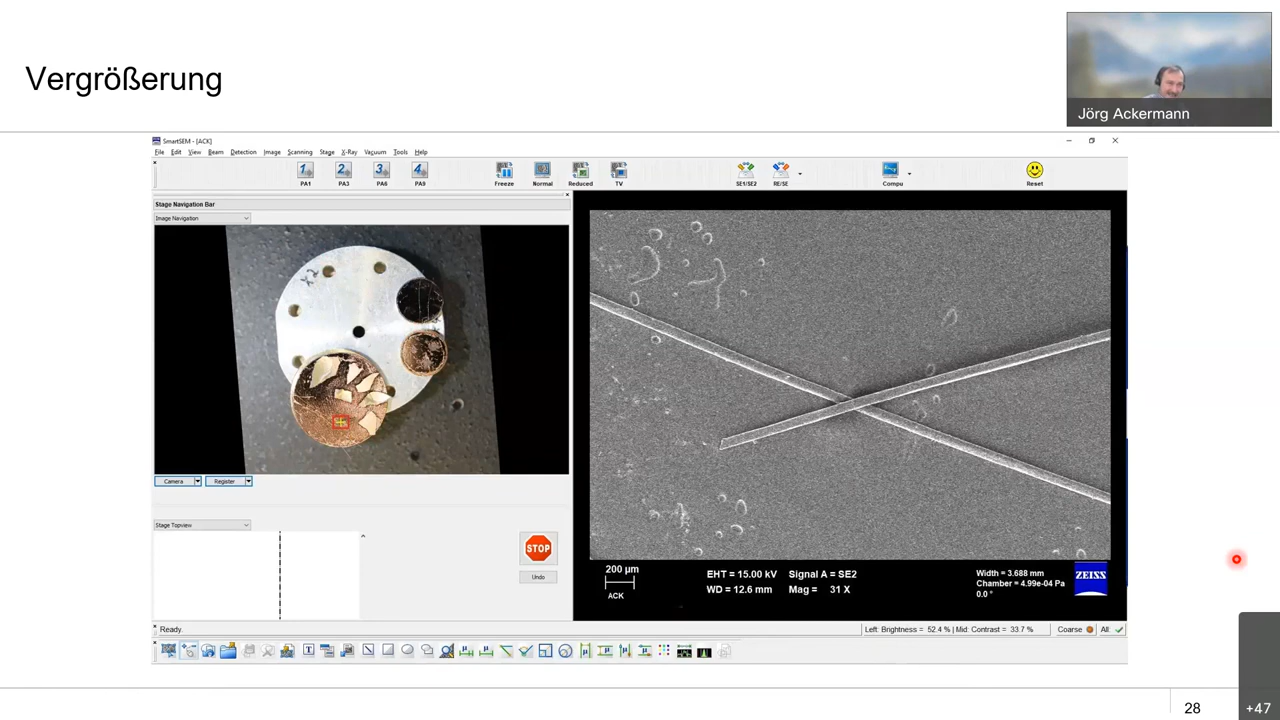 Vergrößerung
Jörg Ackermann
SmartSEM - [ACK]
File Edit View Beam Detection Image Scanning Stage X-Ray Vacuum Tools Help
1 2 3 4
PA1 PA3 PA6 PA9 Freeze Normal Reduced TV SE1/SE2 RE/SE Compu Reset
Stage Navigation Bar
Image Navigation
Camera Register
Stage Topview
STOP
Undo
200 µm
ACK
EHT = 15.00 kV Signal A = SE2
WD = 12.6 mm Mag = 31 X
Width = 3.688 mm
Chamber = 4.99e-04 Pa
0.0 °
ZEISS
Ready.
Left: Brightness = 52.4 % | Mid: Contrast = 33.7 % Coarse All
28
+47